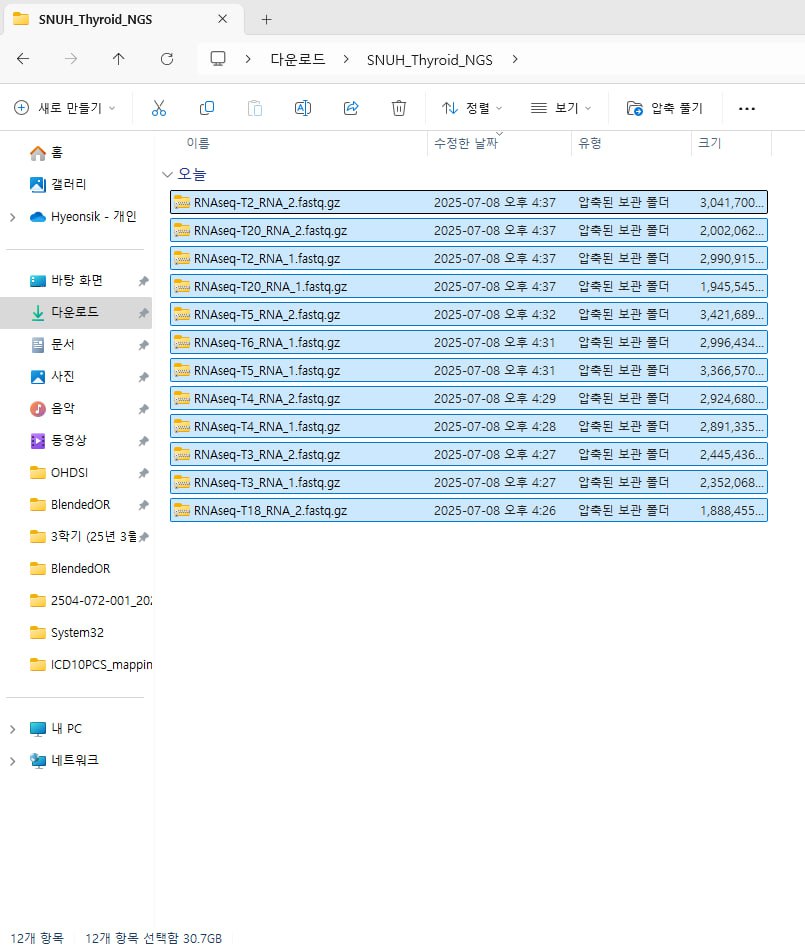 SNUH_Thyroid_NGS
다운로드 > SNUH_Thyroid_NGS >
새로 만들기 정렬 보기 압축 풀기 ...
이름 수정한 날짜 유형 크기
홈
갤러리
Hyeonsik - 개인
바탕 화면
다운로드
문서
사진
음악
동영상
OHDSI
BlendedOR
3학기 (25년 3월
BlendedOR
2504-072-001_202
System32
ICD10PCS_mappin
내 PC
네트워크
오늘
RNAseq-T2_RNA_2.fastq.gz 2025-07-08 오후 4:37 압축된 보관 폴더 3,041,700...
RNAseq-T20_RNA_2.fastq.gz 2025-07-08 오후 4:37 압축된 보관 폴더 2,002,062...
RNAseq-T2_RNA_1.fastq.gz 2025-07-08 오후 4:37 압축된 보관 폴더 2,990,915...
RNAseq-T20_RNA_1.fastq.gz 2025-07-08 오후 4:37 압축된 보관 폴더 1,945,545...
RNAseq-T5_RNA_2.fastq.gz 2025-07-08 오후 4:32 압축된 보관 폴더 3,421,689...
RNAseq-T6_RNA_1.fastq.gz 2025-07-08 오후 4:31 압축된 보관 폴더 2,996,434...
RNAseq-T5_RNA_1.fastq.gz 2025-07-08 오후 4:31 압축된 보관 폴더 3,366,570...
RNAseq-T4_RNA_2.fastq.gz 2025-07-08 오후 4:29 압축된 보관 폴더 2,924,680...
RNAseq-T4_RNA_1.fastq.gz 2025-07-08 오후 4:28 압축된 보관 폴더 2,891,335...
RNAseq-T3_RNA_2.fastq.gz 2025-07-08 오후 4:27 압축된 보관 폴더 2,445,436...
RNAseq-T3_RNA_1.fastq.gz 2025-07-08 오후 4:27 압축된 보관 폴더 2,352,068...
RNAseq-T18_RNA_2.fastq.gz 2025-07-08 오후 4:26 압축된 보관 폴더 1,888,455...
12개 항목 12개 항목 선택함 30.7GB